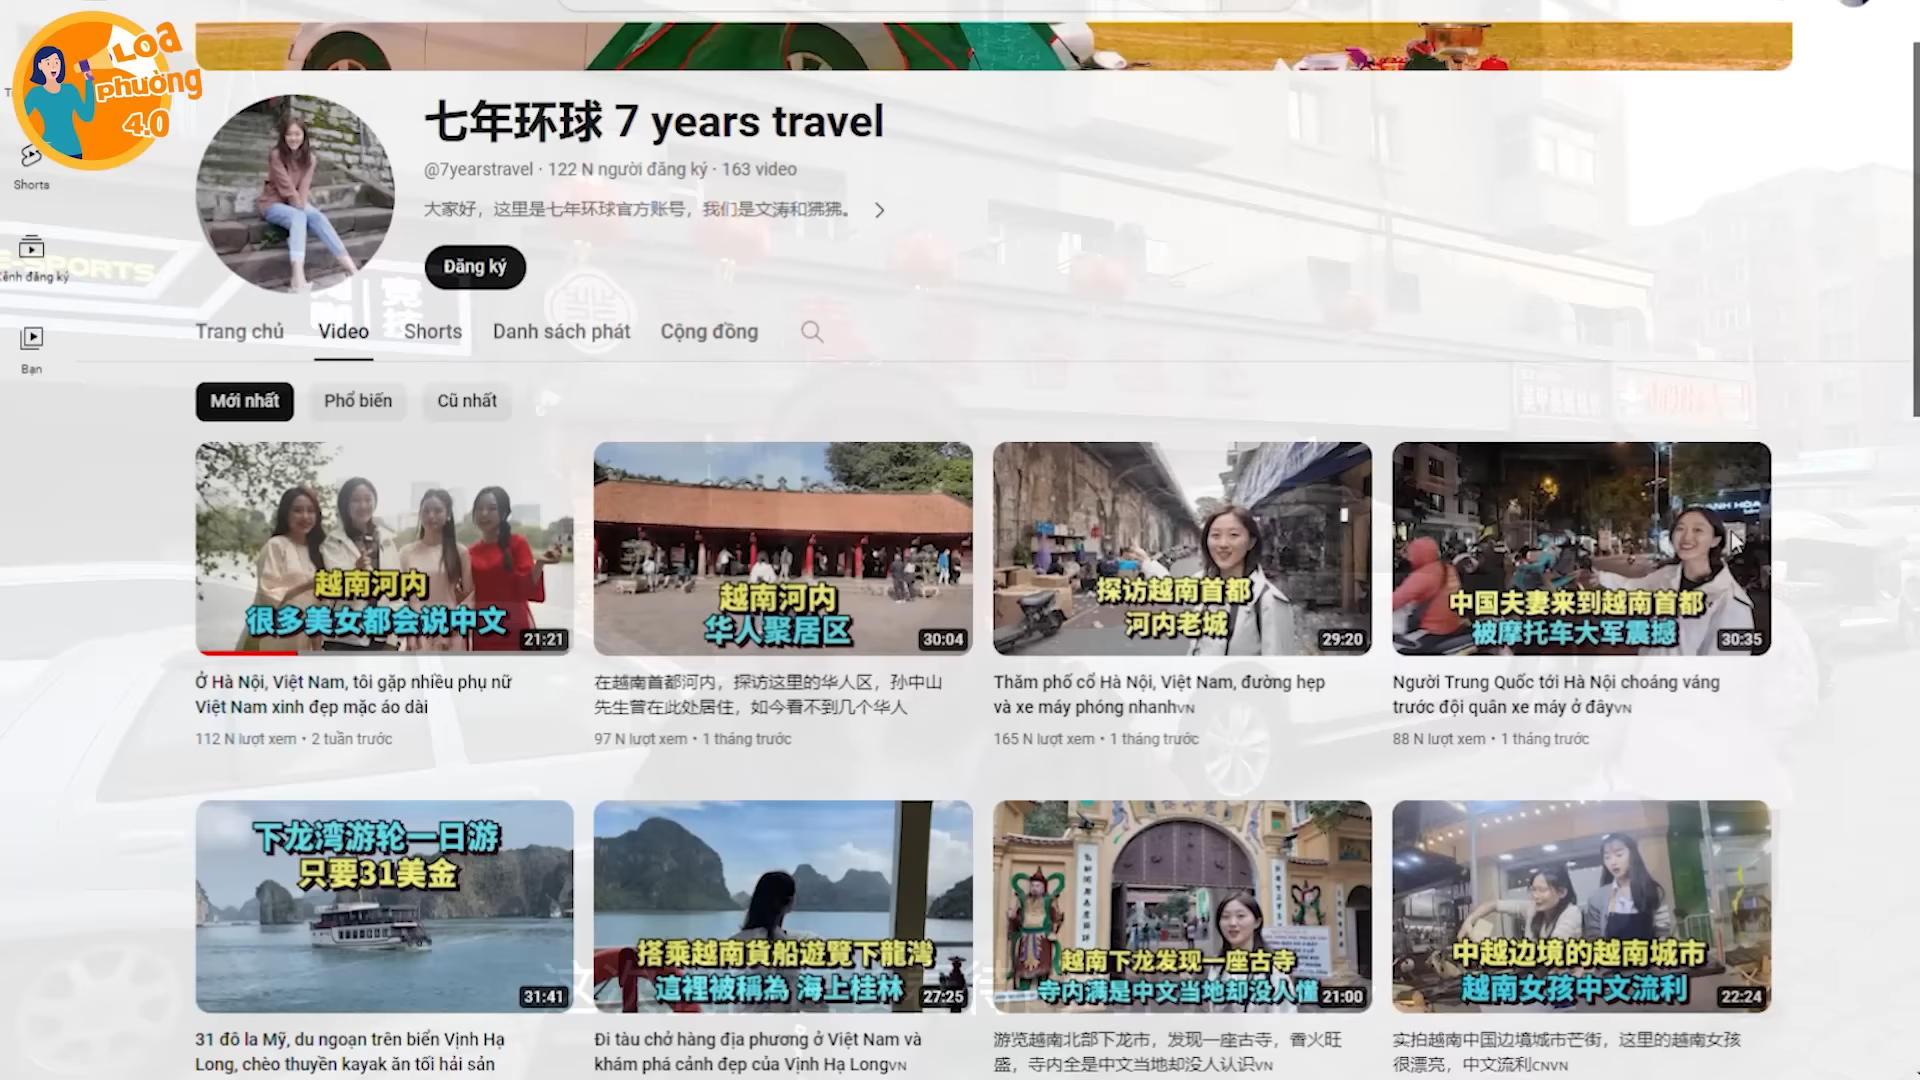 LOA
phường
4.0
七年环球 7 years travel
@7yearstravel · 122 N người đăng ký · 163 video
大家好，这里是七年环球官方账号，我们是文涛和狒狒。
Đăng ký
Shorts
E-SPORTS
Kênh đăng ký
Bạn
Trang chủ Video Shorts Danh sách phát Cộng đồng
Mới nhất Phổ biến Cũ nhất
越南河内
很多美女都会说中文
21:21
越南河内
华人聚居区
30:04
探访越南首都
河内老城
29:20
中国夫妻来到越南首都
被摩托车大军震撼
30:35
Ở Hà Nội, Việt Nam, tôi gặp nhiều phụ nữ
Việt Nam xinh đẹp mặc áo dài
112 N lượt xem • 2 tuần trước
在越南首都河内，探访这里的华人区，孙中山
先生曾在此处居住，如今看不到几个华人
97 N lượt xem • 1 tháng trước
Thăm phố cổ Hà Nội, Việt Nam, đường hẹp
và xe máy phóng nhanhVN
165 N lượt xem • 1 tháng trước
Người Trung Quốc tới Hà Nội choáng váng
trước đội quân xe máy ở đâyVN
88 N lượt xem • 1 tháng trước
下龙湾游轮一日游
只要31美金
31:41
搭乘越南貨船遊覽下龍灣
這裡被稱為 海上桂林
27:25
越南下龙发现一座古寺
寺内满是中文当地却没人懂
21:00
中越边境的越南城市
越南女孩中文流利
22:24
31 đô la Mỹ, du ngoạn trên biển Vịnh Hạ
Long, chèo thuyền kayak ăn tối hải sản
Đi tàu chở hàng địa phương ở Việt Nam và
khám phá cảnh đẹp của Vịnh Hạ LongVN
游览越南北部下龙市，发现一座古寺，香火旺
盛，寺内全是中文当地却没人认识VN
实拍越南中国边境城市芒街，这里的越南女孩
很漂亮，中文流利CNVN